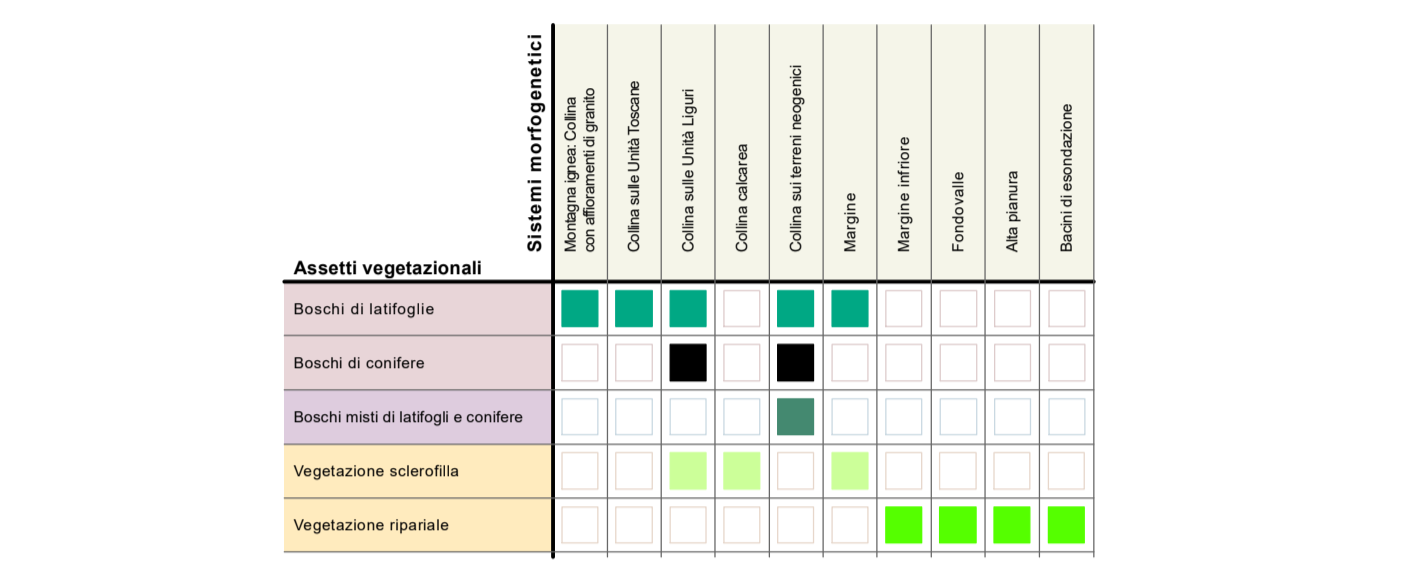 Sistemi morfogenetici
Montagna ignea: Collina
con affioramenti di granito
Collina sulle Unità Toscane
Collina sulle Unità Liguri
Collina calcarea
Collina sui terreni neogenici
Margine
Margine infriore
Fondovalle
Alta pianura
Bacini di esondazione
Assetti vegetazionali
Boschi di latifoglie
Boschi di conifere
Boschi misti di latifogli e conifere
Vegetazione sclerofilla
Vegetazione ripariale